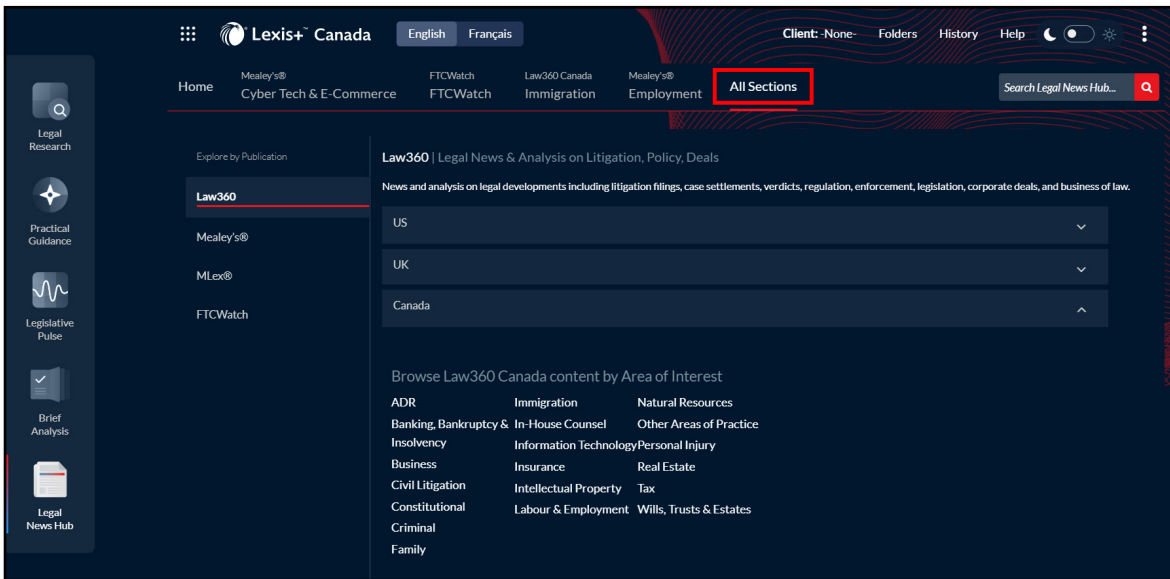 Lexis+™ Canada
English Français
Client: -None- Folders History Help
Home
Mealey's®
Cyber Tech & E-Commerce
FTCWatch
FTCWatch
Law360 Canada
Immigration
Mealey's®
Employment
All Sections
Search Legal News Hub...
Legal
Research
Practical
Guidance
Legislative
Pulse
Brief
Analysis
Legal
News Hub
Explore by Publication
Law360
Mealey's®
MLex®
FTCWatch
Law360 | Legal News & Analysis on Litigation, Policy, Deals
News and analysis on legal developments including litigation filings, case settlements, verdicts, regulation, enforcement, legislation, corporate deals, and business of law.
US
UK
Canada
Browse Law360 Canada content by Area of Interest
ADR
Banking, Bankruptcy &
Insolvency
Business
Civil Litigation
Constitutional
Criminal
Family
Immigration
In-House Counsel
Information Technology
Insurance
Intellectual Property
Labour & Employment
Natural Resources
Other Areas of Practice
Personal Injury
Real Estate
Tax
Wills, Trusts & Estates